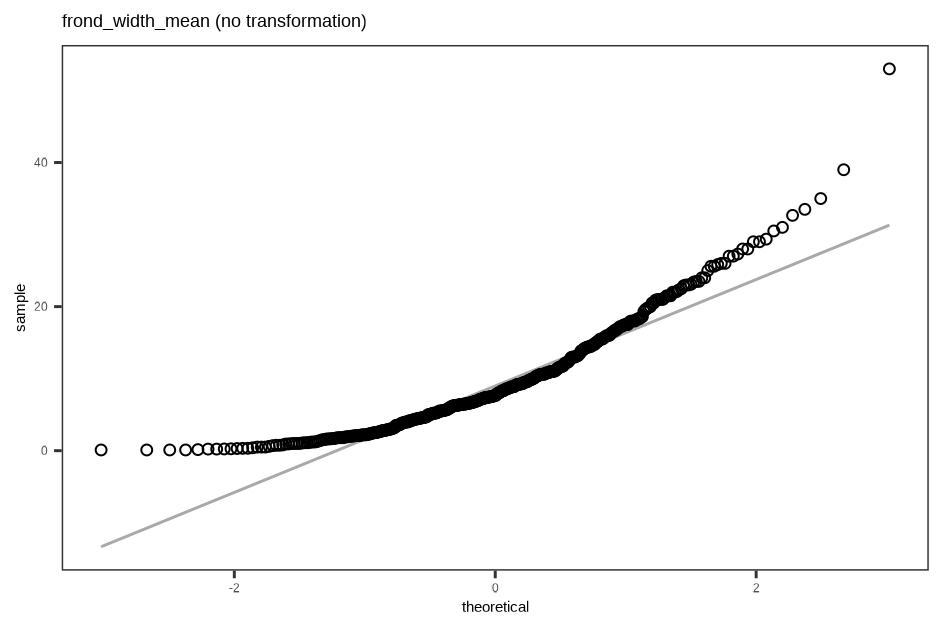 frond_width_mean (no transformation)
40
20
0
sample
-2
0
2
theoretical